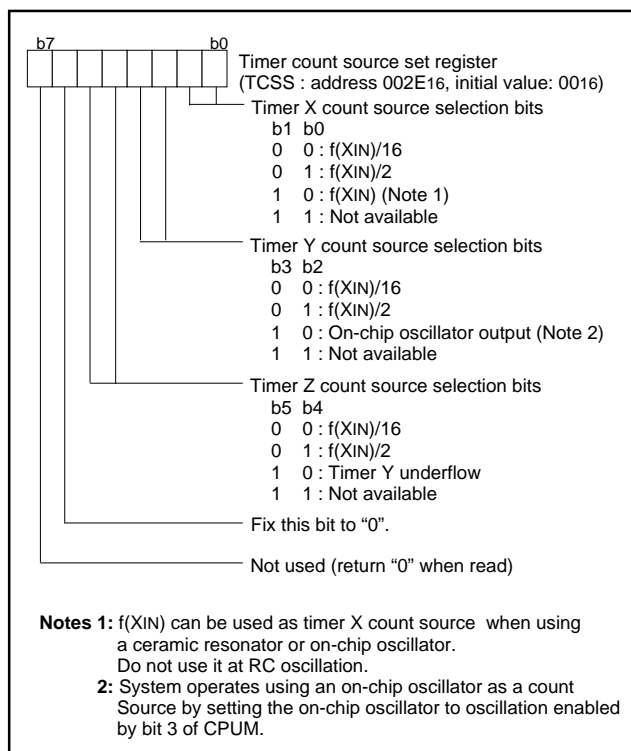 b7 b0
Timer count source set register
(TCSS : address 002E16, initial value: 0016)
Timer X count source selection bits
b1 b0
0 0 : f(XIN)/16
0 1 : f(XIN)/2
1 0 : f(XIN) (Note 1)
1 1 : Not available
Timer Y count source selection bits
b3 b2
0 0 : f(XIN)/16
0 1 : f(XIN)/2
1 0 : On-chip oscillator output (Note 2)
1 1 : Not available
Timer Z count source selection bits
b5 b4
0 0 : f(XIN)/16
0 1 : f(XIN)/2
1 0 : Timer Y underflow
1 1 : Not available
Fix this bit to “0”.
Not used (return “0” when read)
Notes 1: f(XIN) can be used as timer X count source when using
a ceramic resonator or on-chip oscillator.
Do not use it at RC oscillation.
2: System operates using an on-chip oscillator as a count
Source by setting the on-chip oscillator to oscillation enabled
by bit 3 of CPUM.